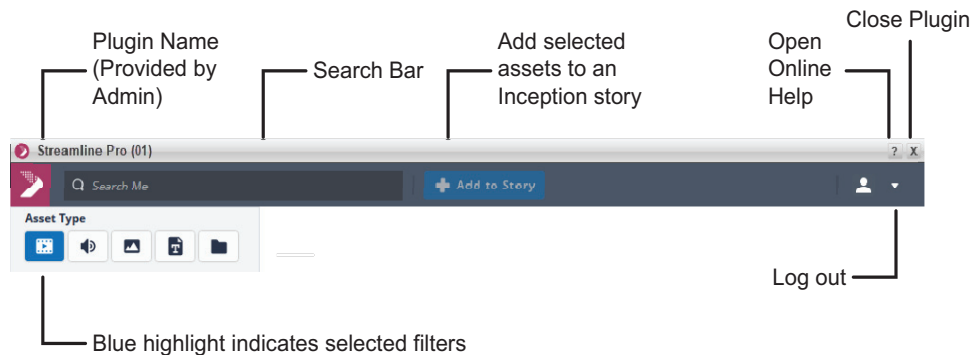 Close Plugin
Plugin Name
(Provided by
Admin)
Search Bar
Add selected
assets to an
Inception story
Open
Online
Help
Streamline Pro (01)
? X
Search Me
Add to Story
Asset Type
T
Log out
Blue highlight indicates selected filters